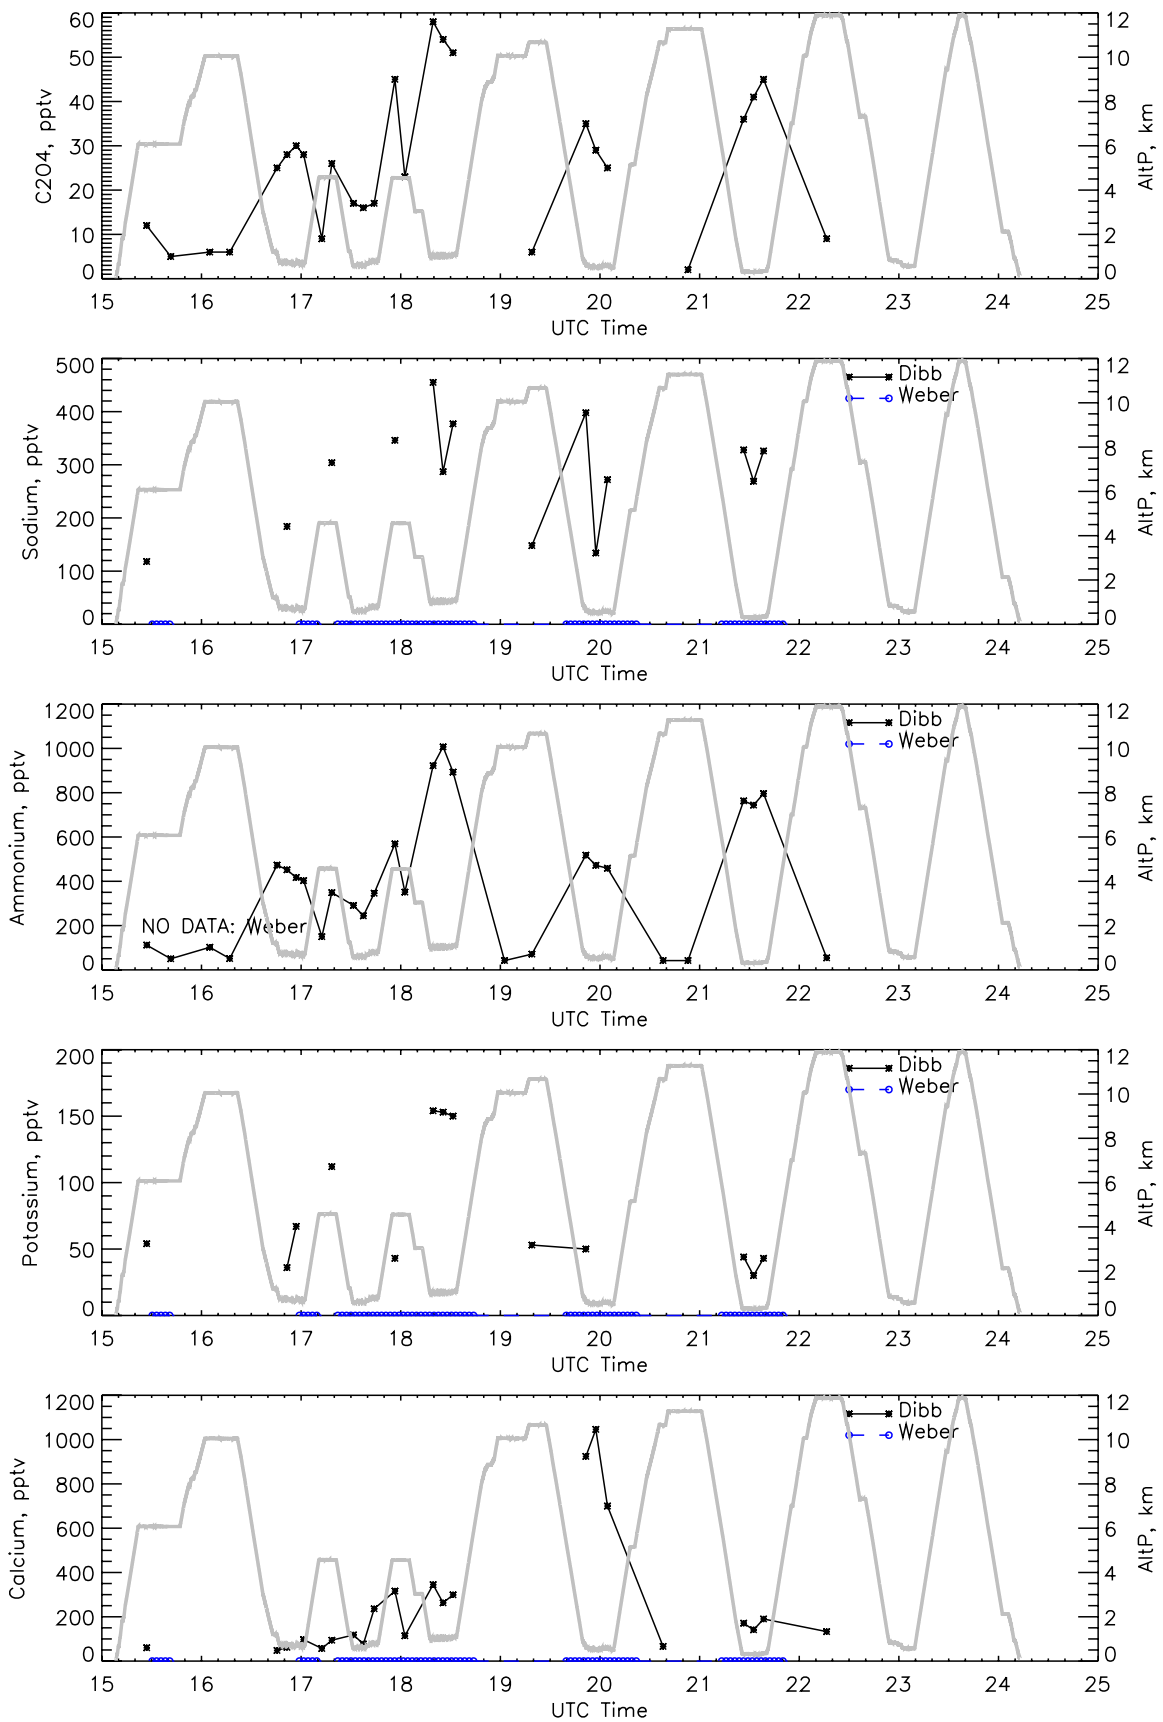 60
50
40
30
20
10
0
C2O4, pptv
12
10
8
6
4
2
0
AltP, km
15 16 17 18 19 20 21 22 23 24 25
UTC Time
500
400
300
200
100
0
Sodium, pptv
Dibb
Weber
12
10
8
6
4
2
0
AltP, km
15 16 17 18 19 20 21 22 23 24 25
UTC Time
1200
1000
800
600
400
200
0
Ammonium, pptv
NO DATA: Weber
Dibb
Weber
12
10
8
6
4
2
0
AltP, km
15 16 17 18 19 20 21 22 23 24 25
UTC Time
200
150
100
50
0
Potassium, pptv
Dibb
Weber
12
10
8
6
4
2
0
AltP, km
15 16 17 18 19 20 21 22 23 24 25
UTC Time
1200
1000
800
600
400
200
0
Calcium, pptv
Dibb
Weber
12
10
8
6
4
2
0
AltP, km
15 16 17 18 19 20 21 22 23 24 25
UTC Time